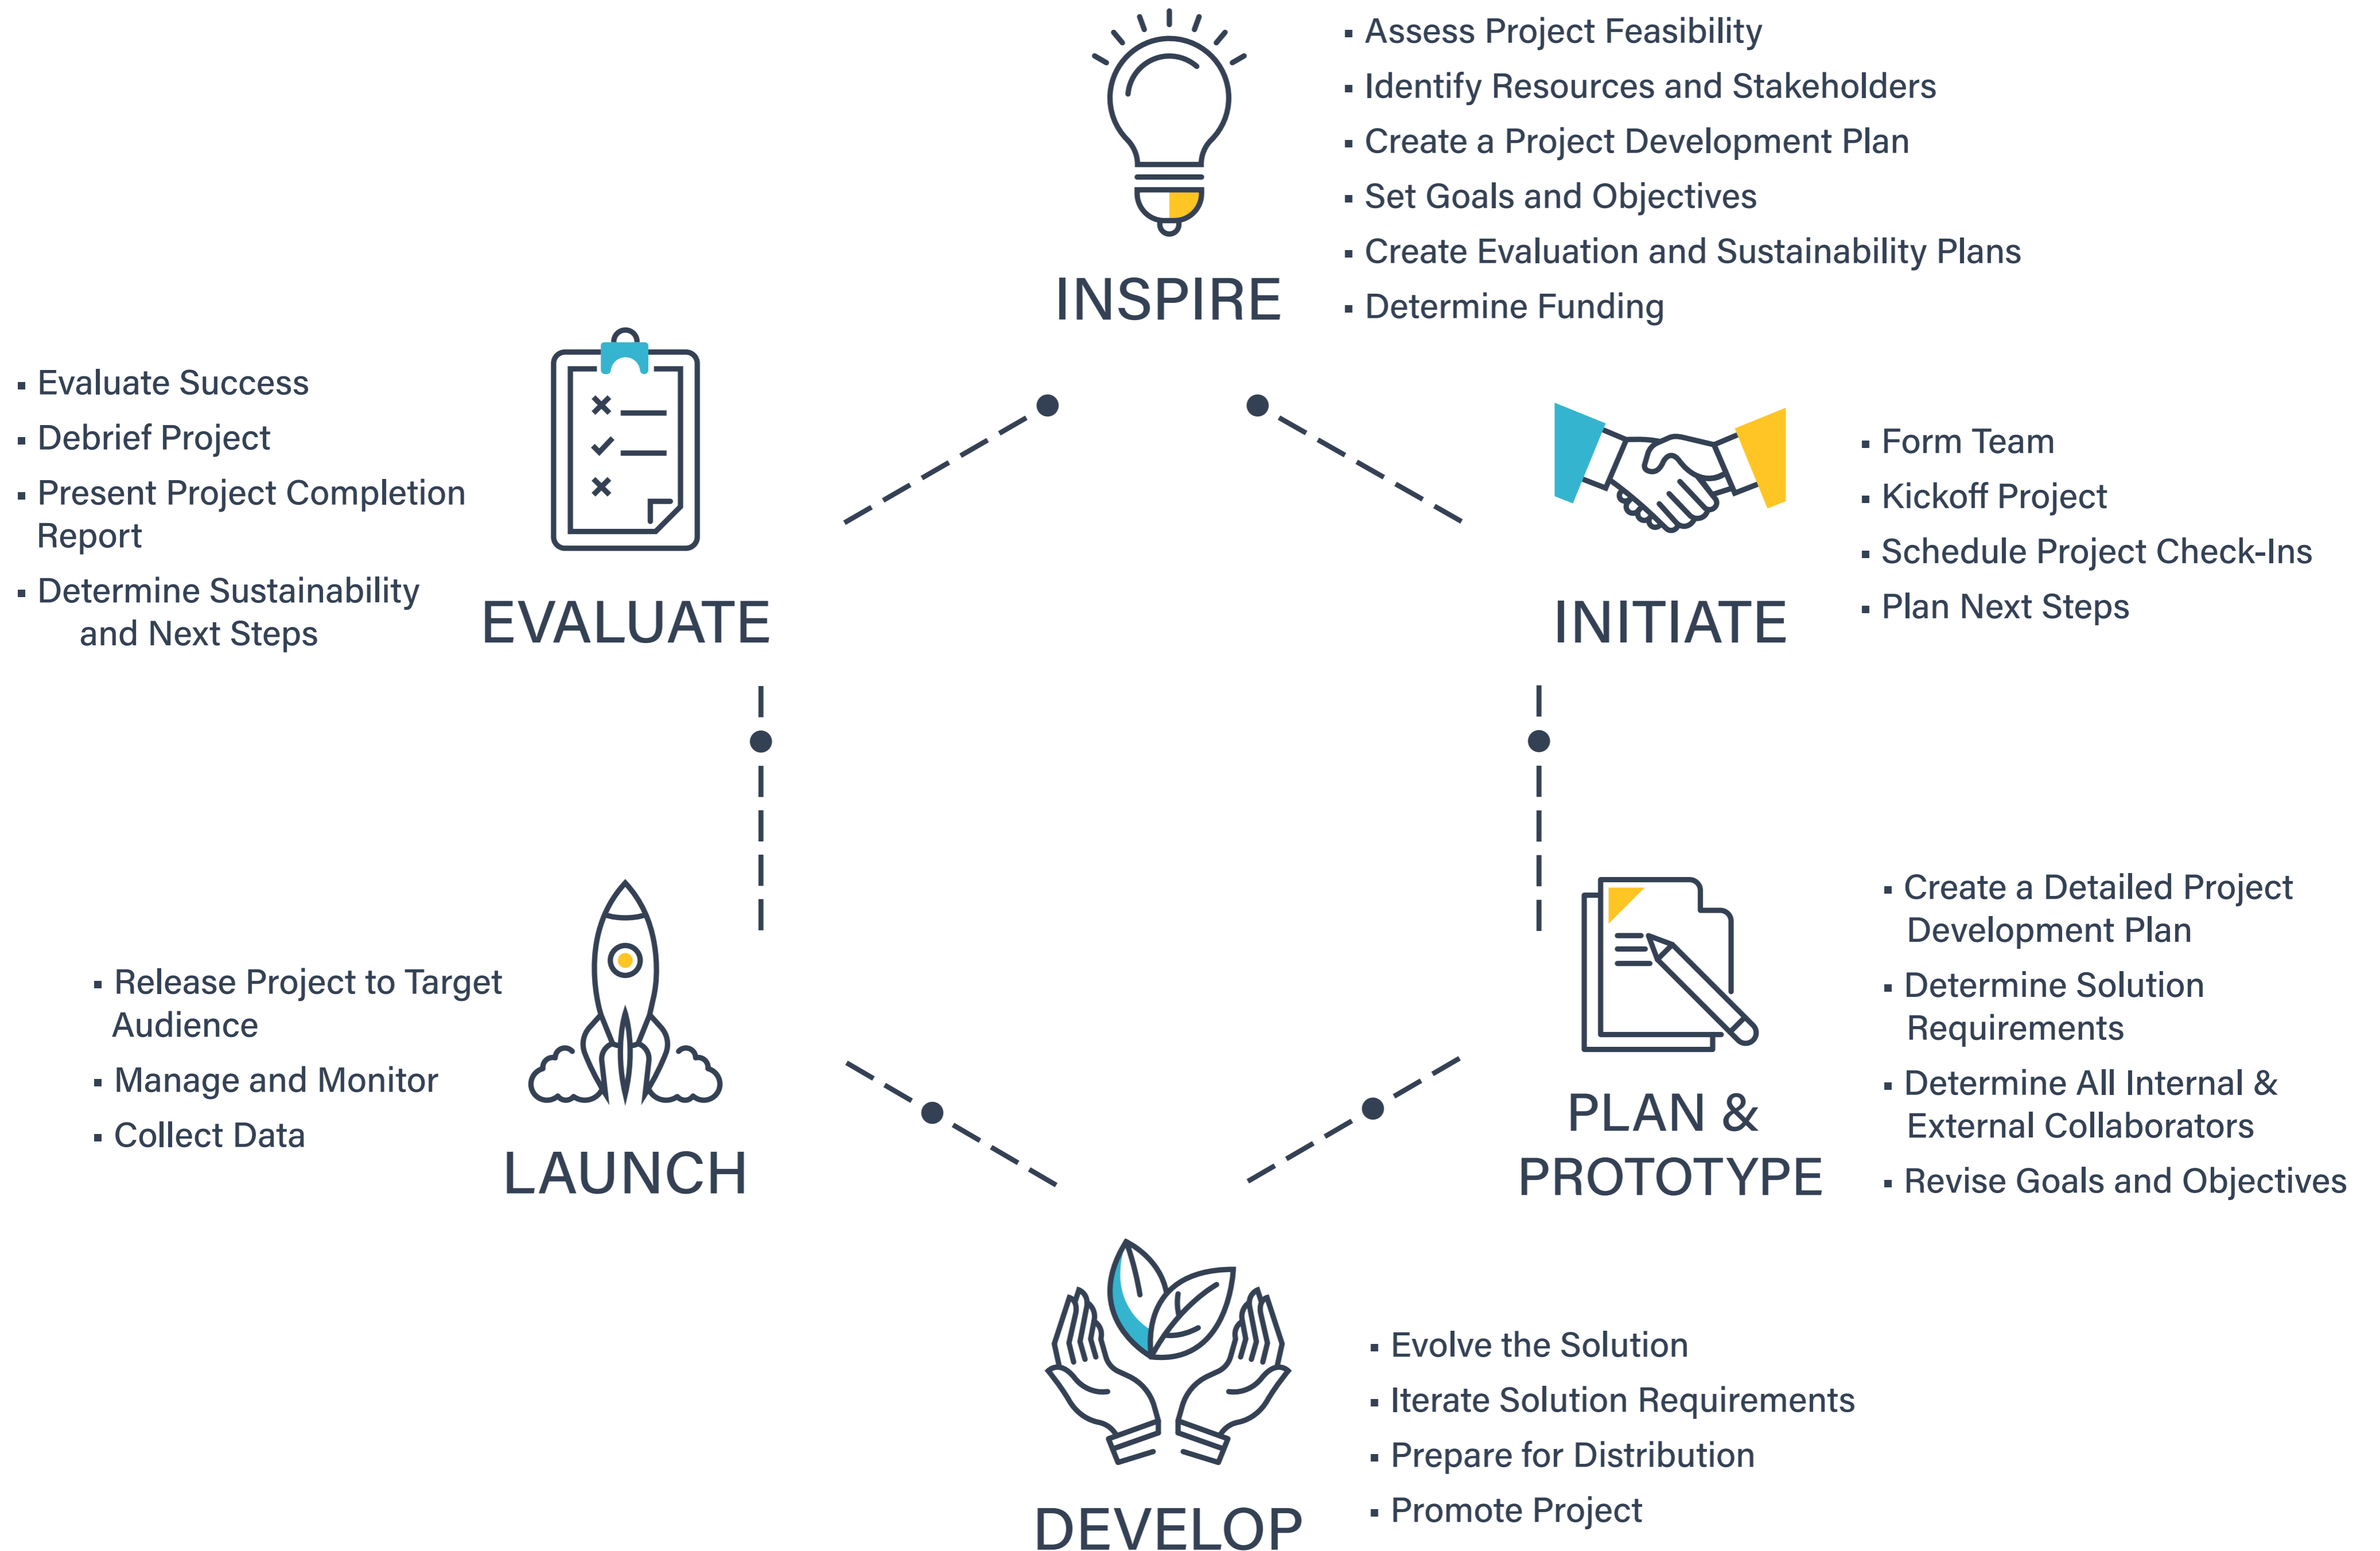 INSPIRE
▪ Assess Project Feasibility
▪ Identify Resources and Stakeholders
▪ Create a Project Development Plan
▪ Set Goals and Objectives
▪ Create Evaluation and Sustainability Plans
▪ Determine Funding
INITIATE
▪ Form Team
▪ Kickoff Project
▪ Schedule Project Check-Ins
▪ Plan Next Steps
PLAN &
PROTOTYPE
▪ Create a Detailed Project
Development Plan
▪ Determine Solution
Requirements
▪ Determine All Internal &
External Collaborators
▪ Revise Goals and Objectives
DEVELOP
▪ Evolve the Solution
▪ Iterate Solution Requirements
▪ Prepare for Distribution
▪ Promote Project
LAUNCH
▪ Release Project to Target
Audience
▪ Manage and Monitor
▪ Collect Data
EVALUATE
▪ Evaluate Success
▪ Debrief Project
▪ Present Project Completion
Report
▪ Determine Sustainability
and Next Steps